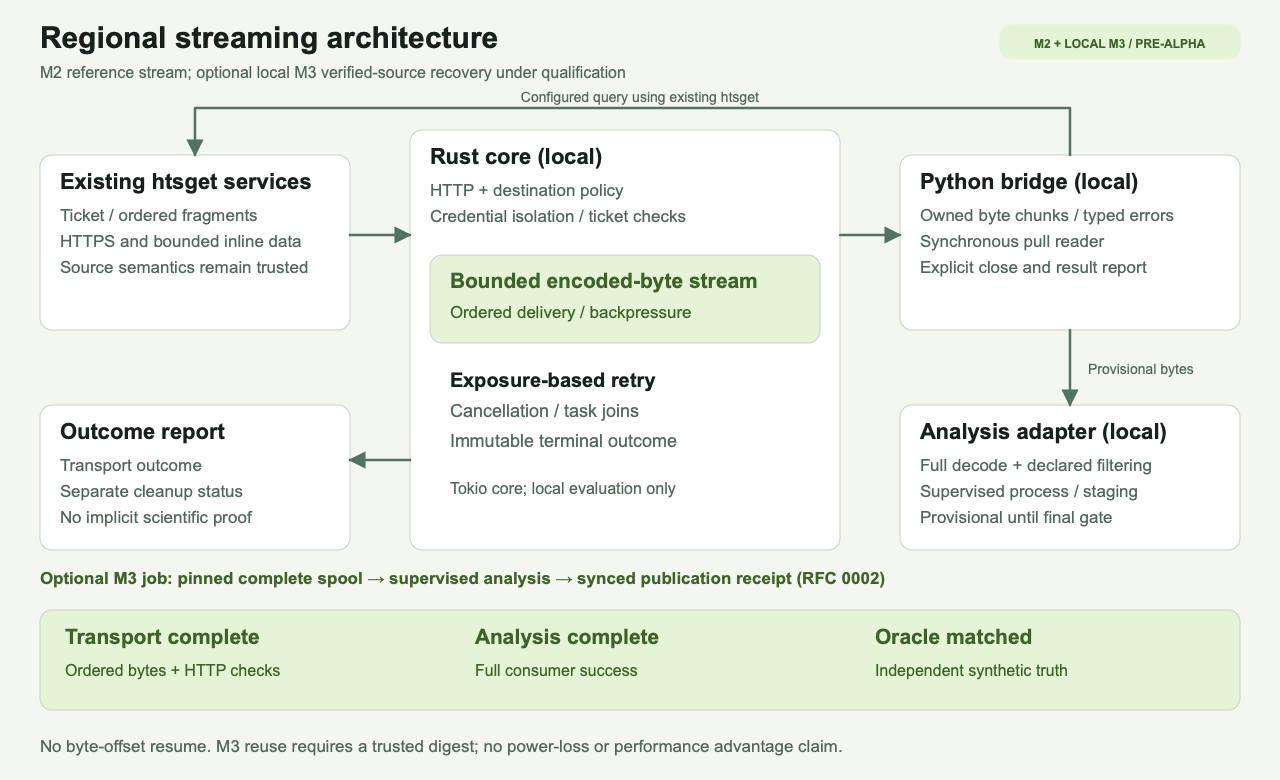 Regional streaming architecture
M2 + LOCAL M3 / PRE-ALPHA
M2 reference stream; optional local M3 verified-source recovery under qualification
Configured query using existing htsget
Existing htsget services
Ticket / ordered fragments
HTTPS and bounded inline data
Source semantics remain trusted
Rust core (local)
HTTP + destination policy
Credential isolation / ticket checks
Bounded encoded-byte stream
Ordered delivery / backpressure
Exposure-based retry
Cancellation / task joins
Immutable terminal outcome
Tokio core; local evaluation only
Python bridge (local)
Owned byte chunks / typed errors
Synchronous pull reader
Explicit close and result report
Provisional bytes
Outcome report
Transport outcome
Separate cleanup status
No implicit scientific proof
Analysis adapter (local)
Full decode + declared filtering
Supervised process / staging
Provisional until final gate
Optional M3 job: pinned complete spool → supervised analysis → synced publication receipt (RFC 0002)
Transport complete
Ordered bytes + HTTP checks
Analysis complete
Full consumer success
Oracle matched
Independent synthetic truth
No byte-offset resume. M3 reuse requires a trusted digest; no power-loss or performance advantage claim.